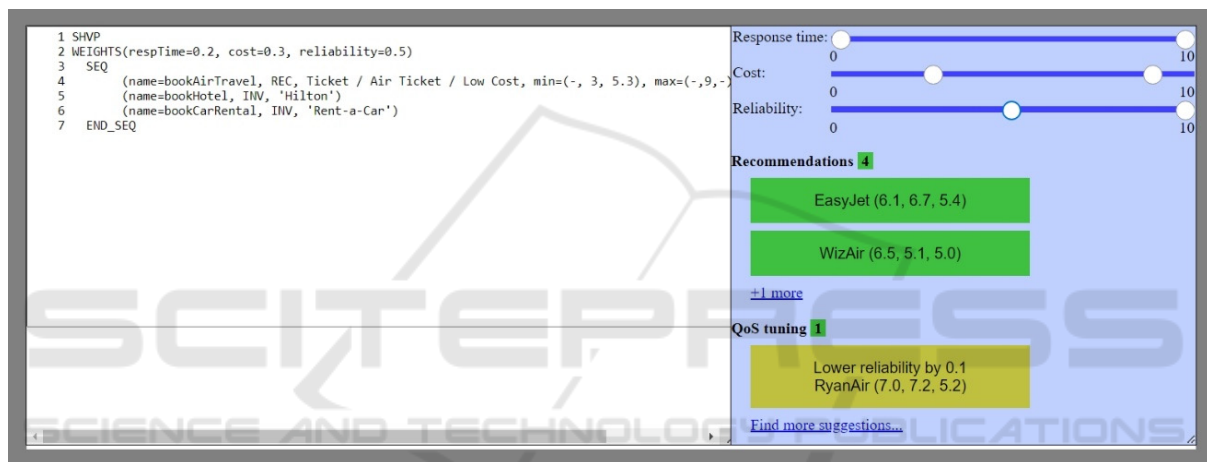 1 SHVP
2 WEIGHTS(respTime=0.2, cost=0.3, reliability=0.5)
3 SEQ
4 (name=bookAirTravel, REC, Ticket / Air Ticket / Low Cost, min=(-, 3, 5.3), max=(-,9,-)
5 (name=bookHotel, INV, 'Hilton')
6 (name=bookCarRental, INV, 'Rent-a-Car')
7 END_SEQ
Response time:
0 10
Cost:
0 10
Reliability:
0 10
Recommendations 4
EasyJet (6.1, 6.7, 5.4)
WizAir (6.5, 5.1, 5.0)
+1 more
QoS tuning 1
Lower reliability by 0.1
RyanAir (7.0, 7.2, 5.2)
Find more suggestions...
SCITEPRESS
SCIENCE AND TECHNOLOGY PUBLICATIONS